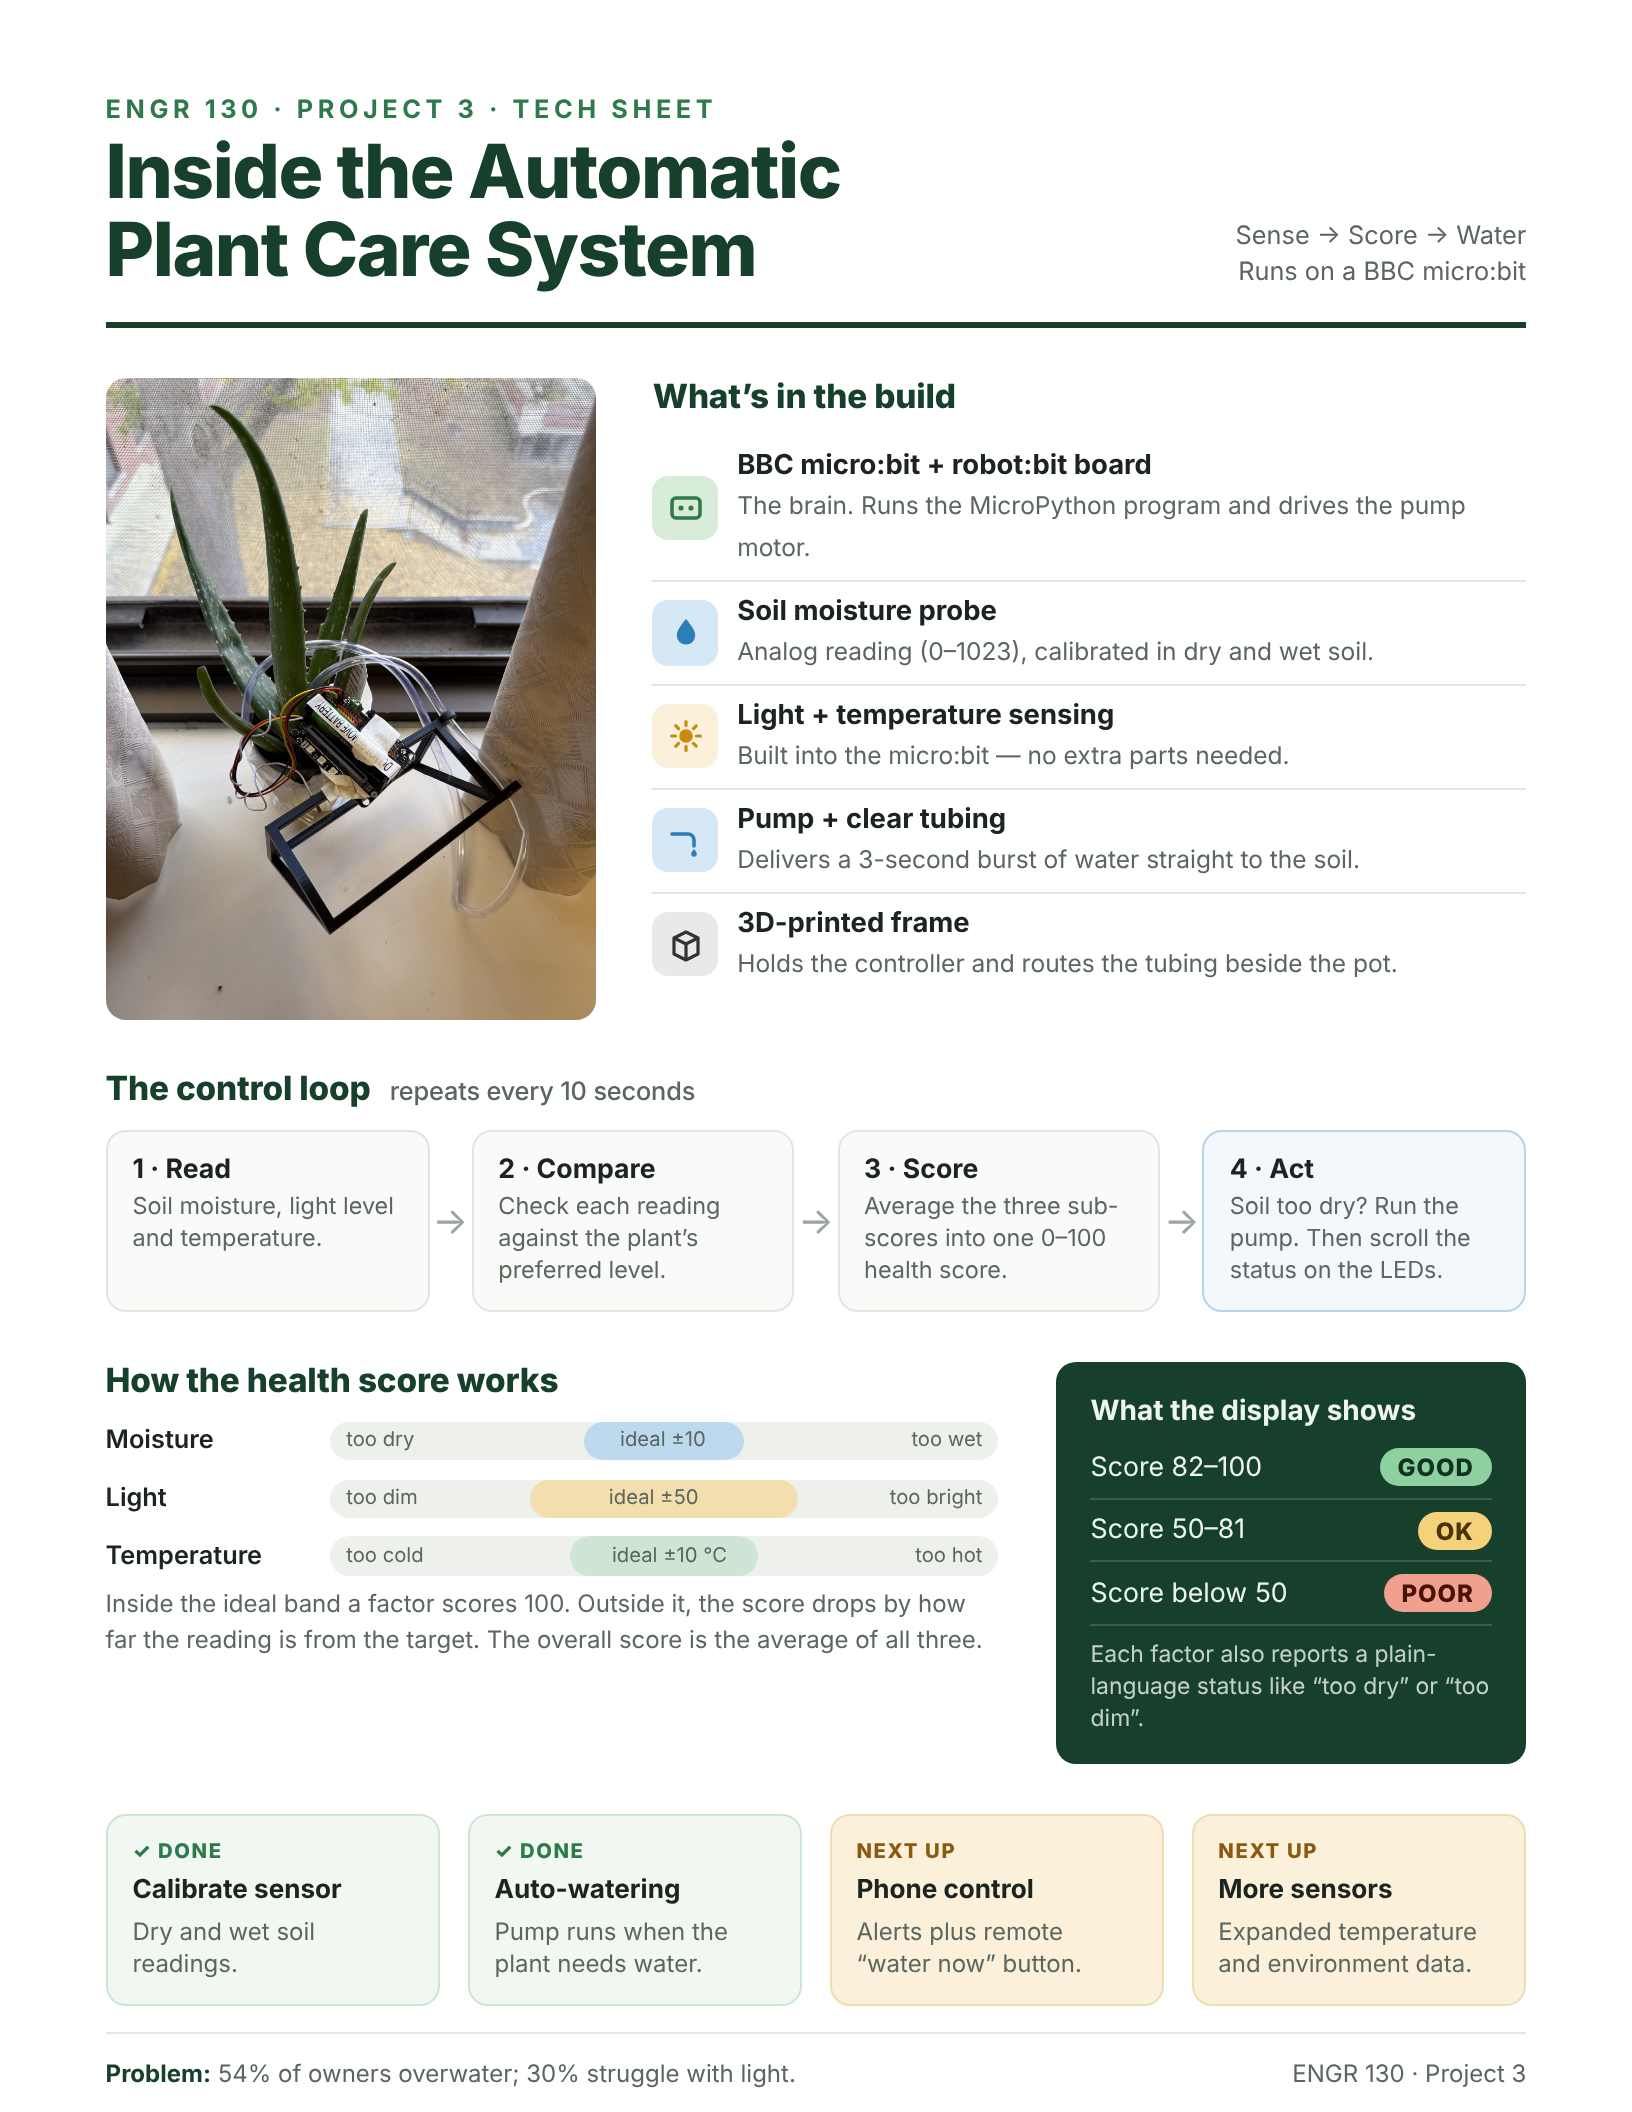 ENGR 130 · PROJECT 3 · TECH SHEET
Inside the Automatic
Plant Care System
Sense → Score → Water
Runs on a BBC micro:bit
What’s in the build
BBC micro:bit + robot:bit board
The brain. Runs the MicroPython program and drives the pump
motor.
Soil moisture probe
Analog reading (0–1023), calibrated in dry and wet soil.
Light + temperature sensing
Built into the micro:bit — no extra parts needed.
Pump + clear tubing
Delivers a 3-second burst of water straight to the soil.
3D-printed frame
Holds the controller and routes the tubing beside the pot.
The control loop repeats every 10 seconds
1 · Read
Soil moisture, light level
and temperature.
→
2 · Compare
Check each reading
against the plant’s
preferred level.
→
3 · Score
Average the three sub-
scores into one 0–100
health score.
→
4 · Act
Soil too dry? Run the
pump. Then scroll the
status on the LEDs.
How the health score works
Moisture too dry ideal ±10 too wet
Light too dim ideal ±50 too bright
Temperature too cold ideal ±10 °C too hot
Inside the ideal band a factor scores 100. Outside it, the score drops by how
far the reading is from the target. The overall score is the average of all three.
What the display shows
Score 82–100 GOOD
Score 50–81 OK
Score below 50 POOR
Each factor also reports a plain-
language status like “too dry” or “too
dim”.
✓ DONE
Calibrate sensor
Dry and wet soil
readings.
✓ DONE
Auto-watering
Pump runs when the
plant needs water.
NEXT UP
Phone control
Alerts plus remote
“water now” button.
NEXT UP
More sensors
Expanded temperature
and environment data.
Problem: 54% of owners overwater; 30% struggle with light.
ENGR 130 · Project 3